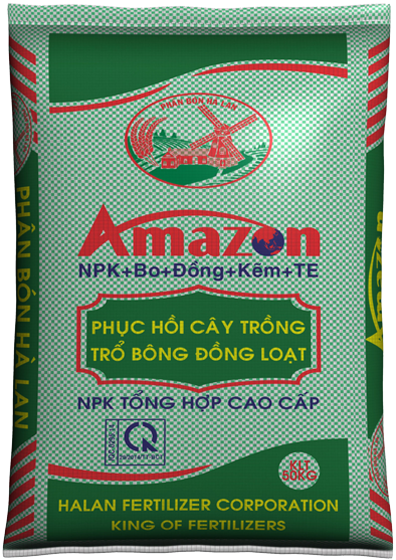 PHÂN BÓN HÀ LAN
Amazon
NPK+Bo+Đồng+Kẽm+TE
PHỤC HỒI CÂY TRỒNG
TRỔ BÔNG ĐỒNG LOẠT
NPK TỔNG HỢP CAO CẤP
KLT
50KG
HALAN FERTILIZER CORPORATION
KING OF FERTILIZERS
PHÂN BÓN HÀ LAN
Amazon